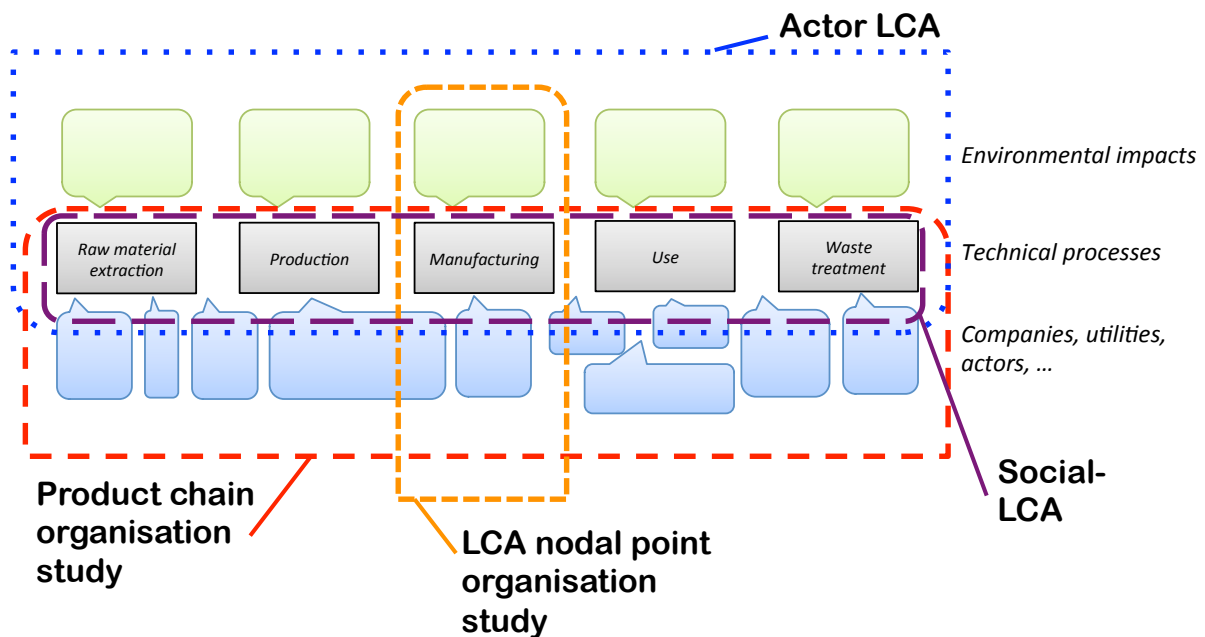 Actor LCA
Environmental impacts
Raw material
extraction
Production
Manufacturing
Use
Waste
treatment
Technical processes
Companies, utilities,
actors, ...
Product chain
organisation
study
LCA nodal point
organisation
study
Social-
LCA